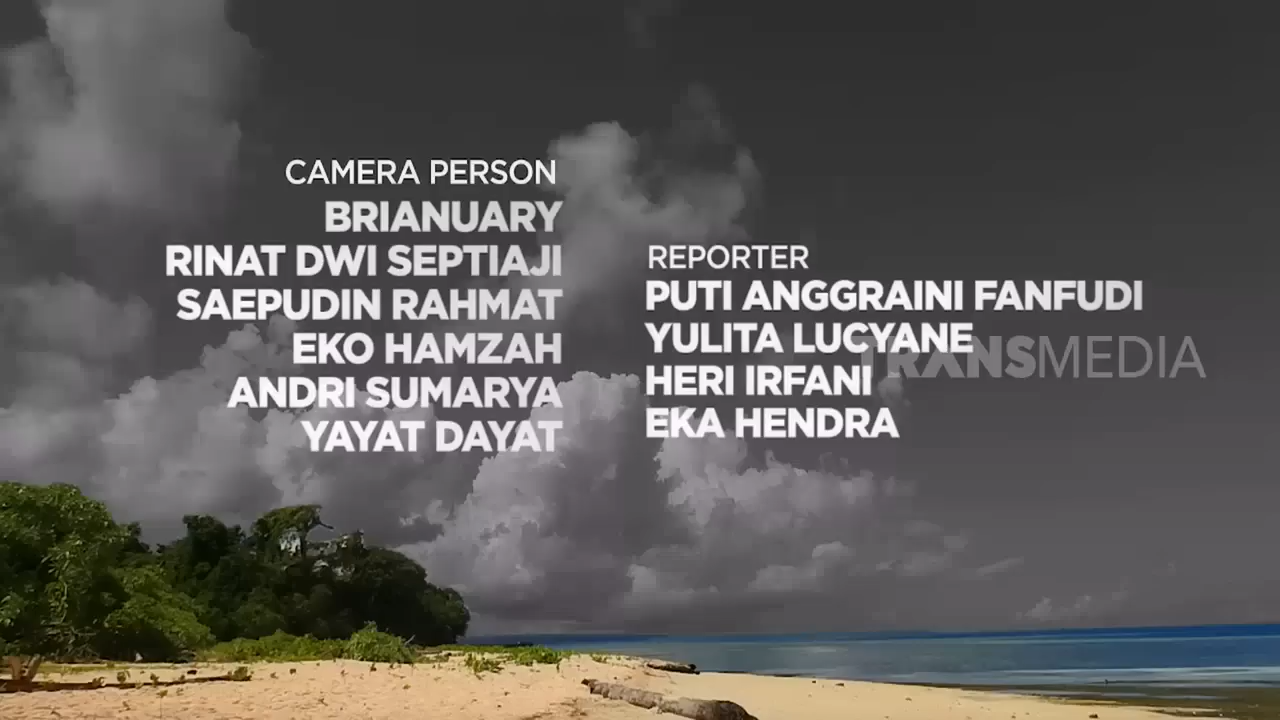 CAMERA PERSON
BRIANUARY
RINAT DWI SEPTIAJI
SAEPUDIN RAHMAT
EKO HAMZAH
ANDRI SUMARYA
YAYAT DAYAT
REPORTER
PUTI ANGGRAINI FANFUDI
YULITA LUCYANE
HERI IRFANI
EKA HENDRA
TRANSMEDIA